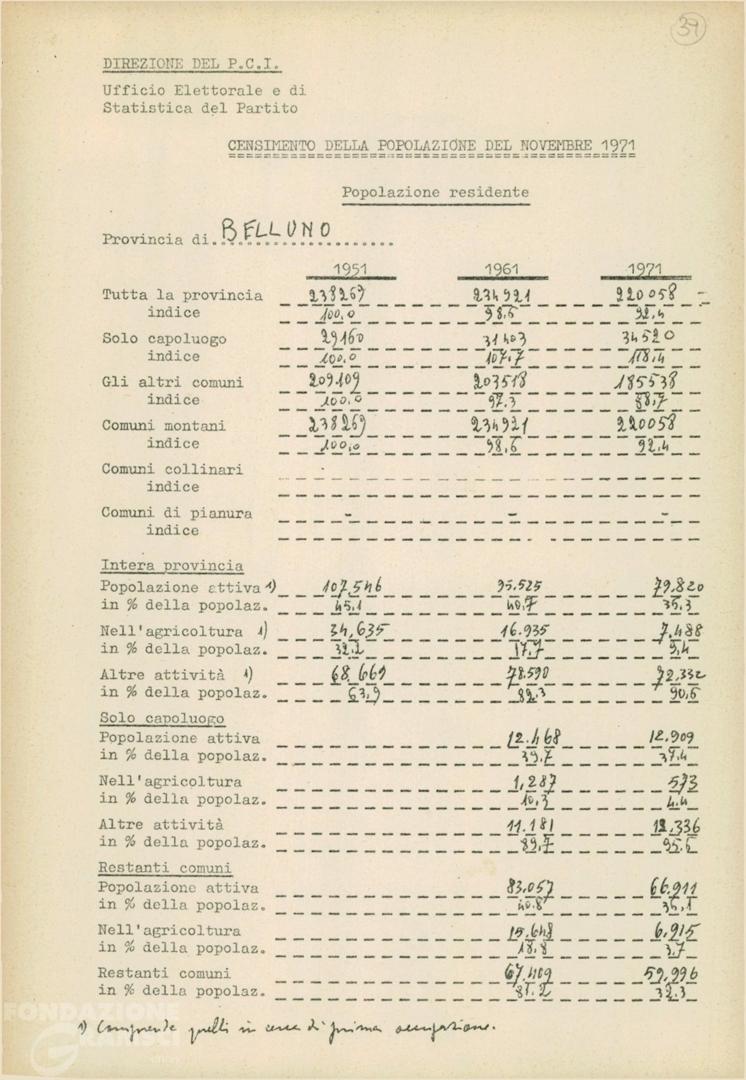 39
DIREZIONE DEL P.C.I.
Ufficio Elettorale e di
Statistica del Partito
CENSIMENTO DELLA POPOLAZIONE DEL NOVEMBRE 1971
Popolazione residente
Provincia di BELLUNO
1951 1961 1971
Tutta la provincia 238269 234921 220058
indice 100,0 98,6 92,4
Solo capoluogo 29160 31403 34520
indice 100,0 107,7 118,4
Gli altri comuni 209109 203518 185538
indice 100,0 97,3 88,7
Comuni montani 238269 234921 220058
indice 100,0 98,6 92,4
Comuni collinari
indice
Comuni di pianura - - -
indice
Intera provincia
Popolazione attiva 1) 107.546 95.525 79.820
in % della popolaz. 45,1 40,7 36,3
Nell'agricoltura 1) 34,635 16.935 7.488
in % della popolaz. 32,2 17,7 9,4
Altre attività 1) 68,669 78.590 72.332
in % della popolaz. 63,9 82.3 90,6
Solo capoluogo
Popolazione attiva 12.468 12.909
in % della popolaz. 39,7 37,4
Nell'agricoltura 1,287 573
in % della popolaz. 10,3 4.4
Altre attività 11.181 12.336
in % della popolaz. 89,7 95.6
Restanti comuni
Popolazione attiva 83.057 66.911
in % della popolaz. 40.8 36,1
Nell'agricoltura 15.648 6,915
in % della popolaz. 18,8 3,7
Restanti comuni 67.409 59,996
in % della popolaz. 81.2 32,3
1) Comprende quelli in cerca di prima occupazione.
FONDAZIONE
GRAMSCI